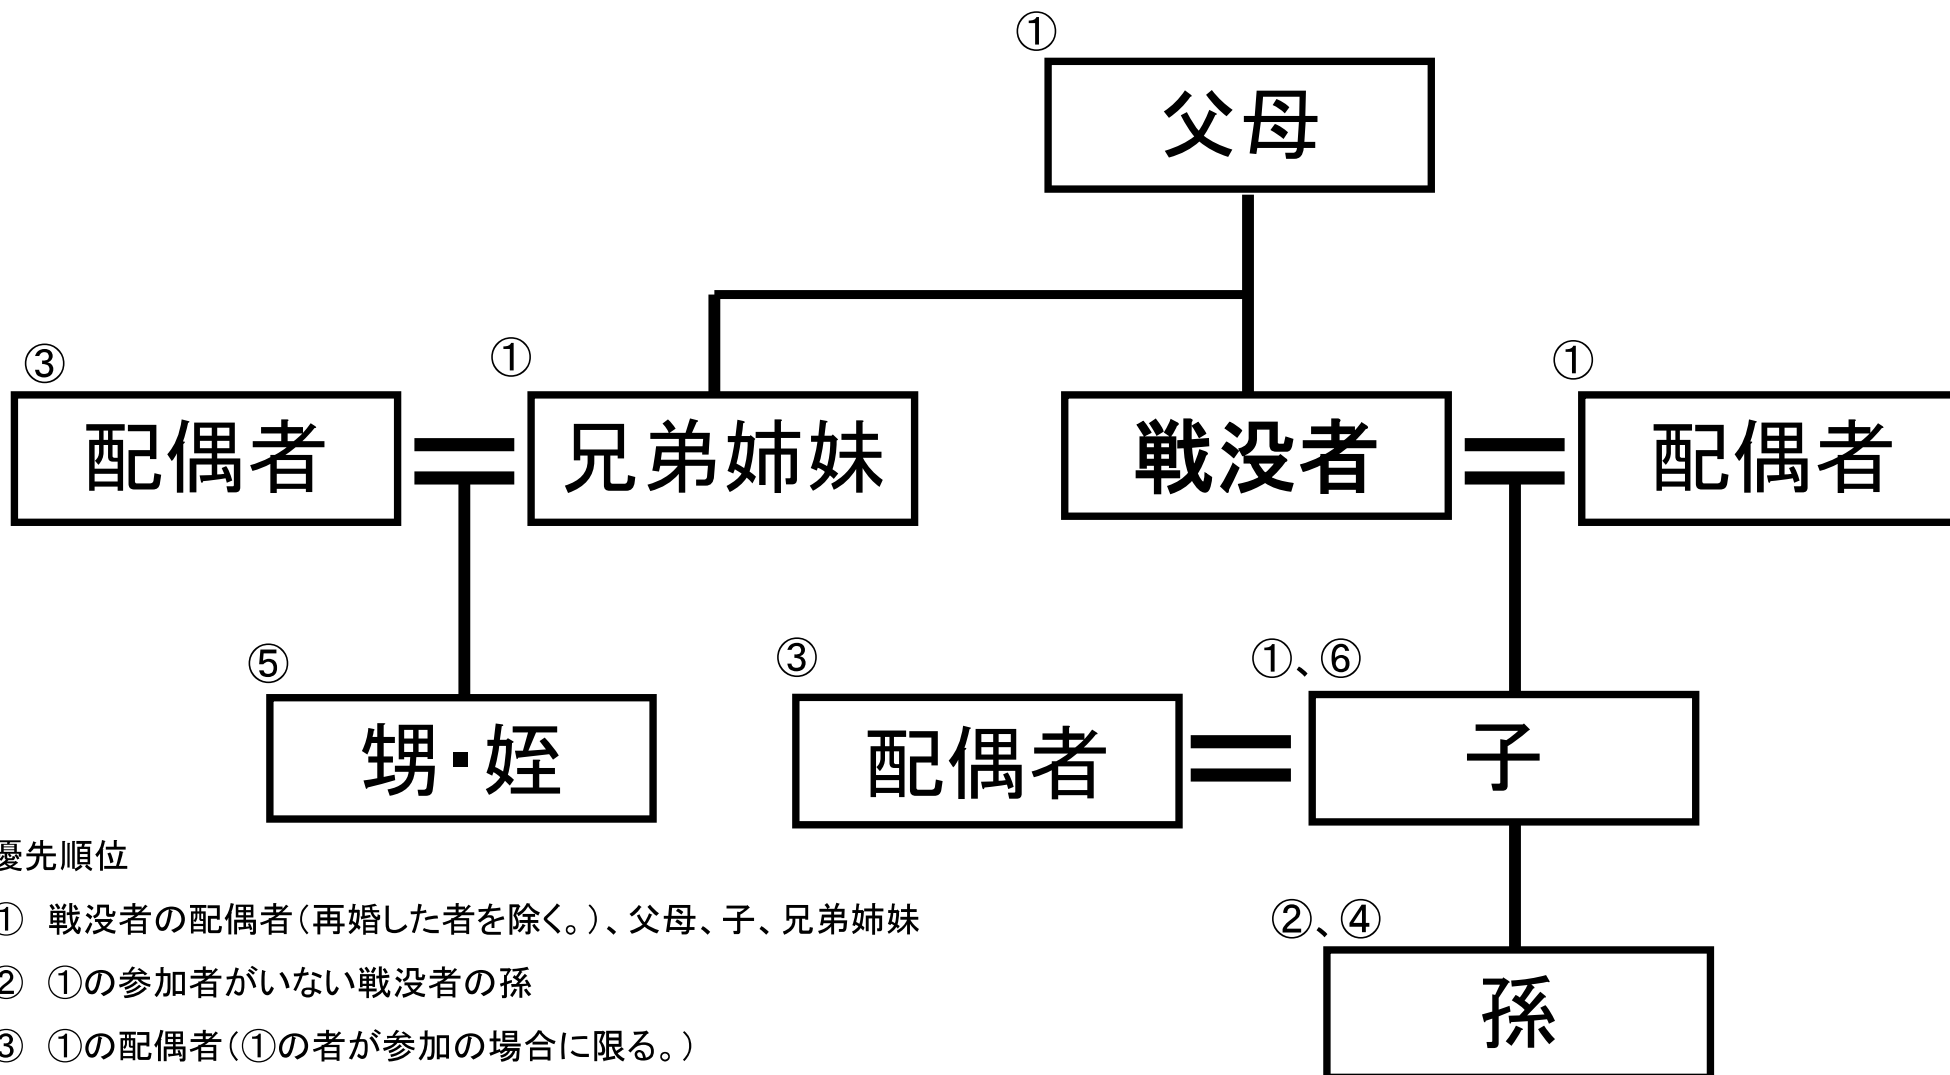 ①
父母
③
①
①
配偶者
兄弟姉妹
戦没者
配偶者
⑤
③
①、⑥
甥・姪
配偶者
子
優先順位
① 戦没者の配偶者(再婚した者を除く。)、父母、子、兄弟姉妹
②、④
② ①の参加者がいない戦没者の孫
孫
③ ①の配偶者(①の者が参加の場合に限る。)